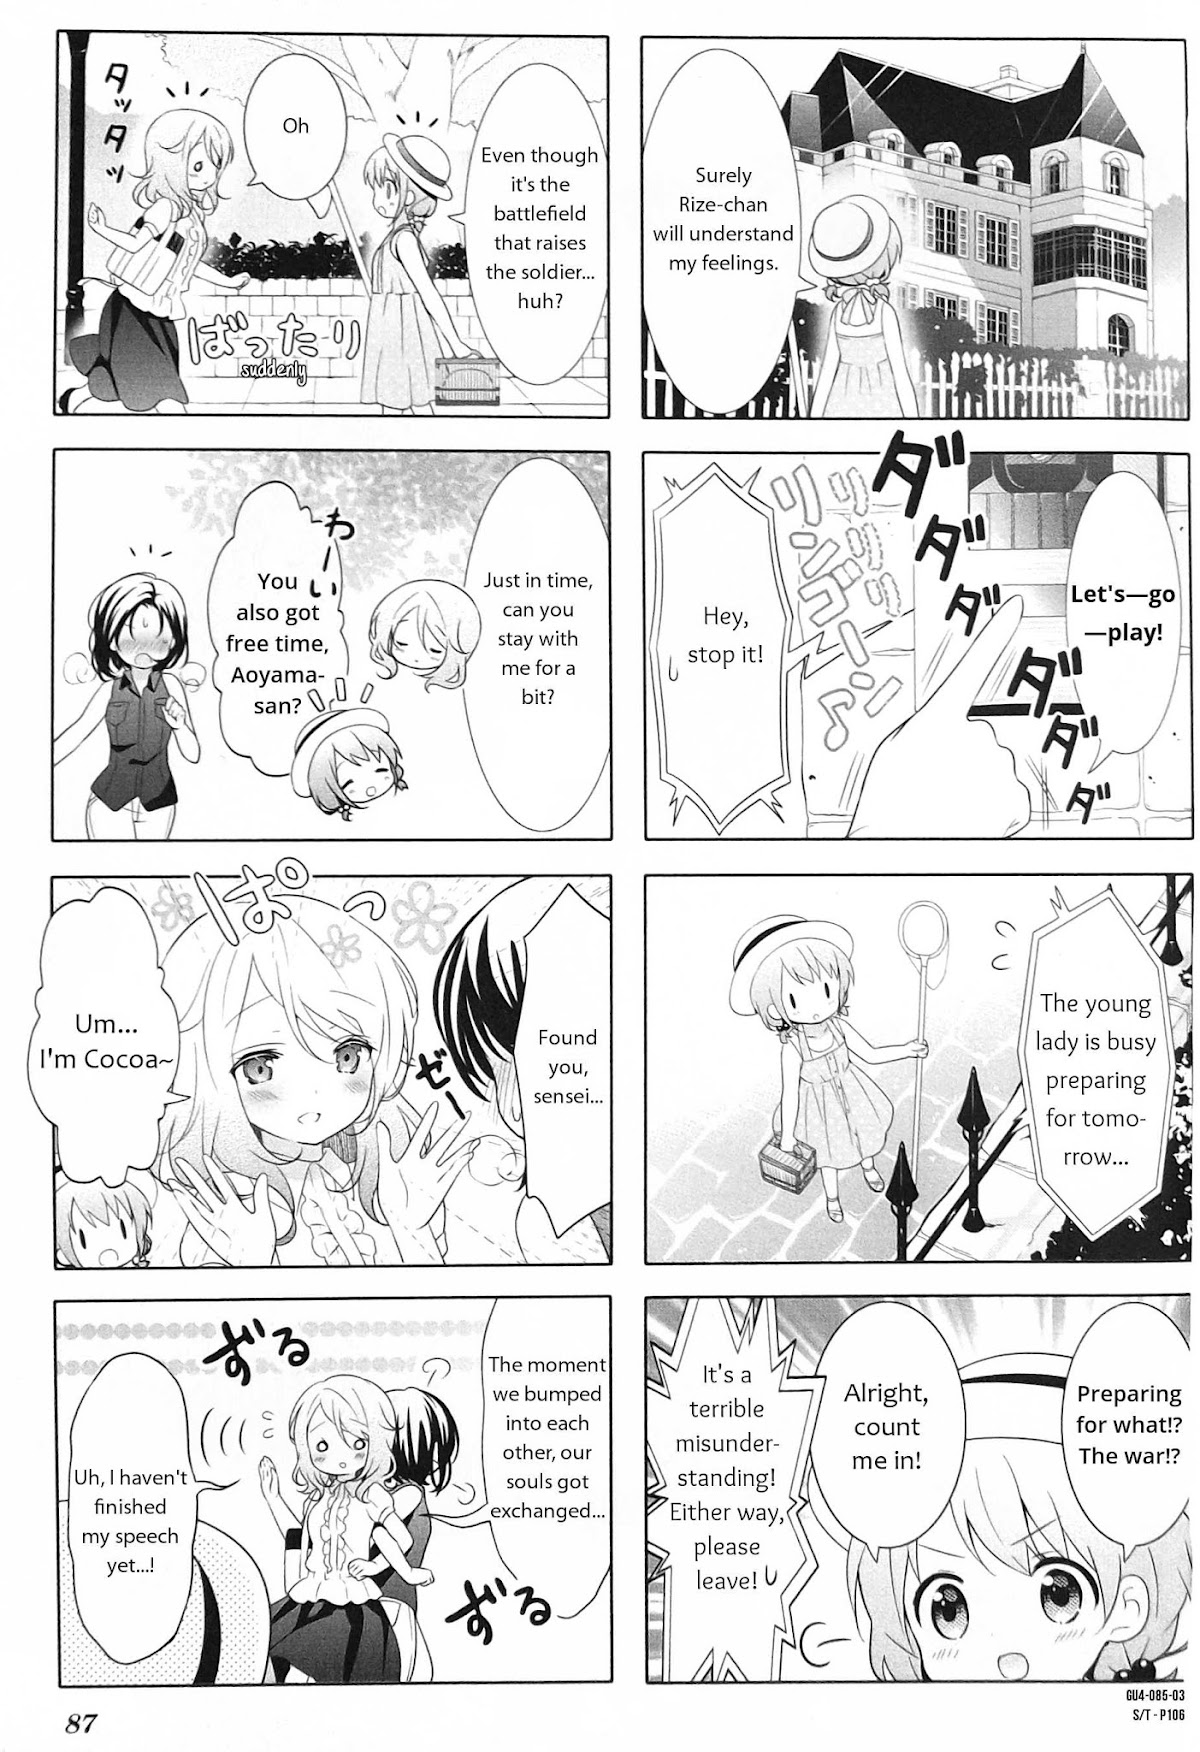 Surely
Rize-chan
will understand
my feelings.
ダダダダダダ
Let's—go
—play!
リンゴーン
リリリリン♪
Hey,
stop it!
The young
lady is busy
preparing
for tomo-
rrow...
Preparing
for what!?
The war!?
Alright,
count
me in!
It's a
terrible
misunder-
standing!
Either way,
please
leave!
Even though
it's the
battlefield
that raises
the soldier...
huh?
Oh
タッタッ
ばったり
suddenly
Just in time,
can you
stay with
me for a
bit?
わーい
You
also got
free time,
Aoyama-
san?
Found
you,
sensei...
ゼー
ぱっ
Um...
I'm Cocoa~
The moment
we bumped
into each
other, our
souls got
exchanged...
ずる
ずる
Uh, I haven't
finished
my speech
yet...!
GU4-085-03
S/T - P106
87